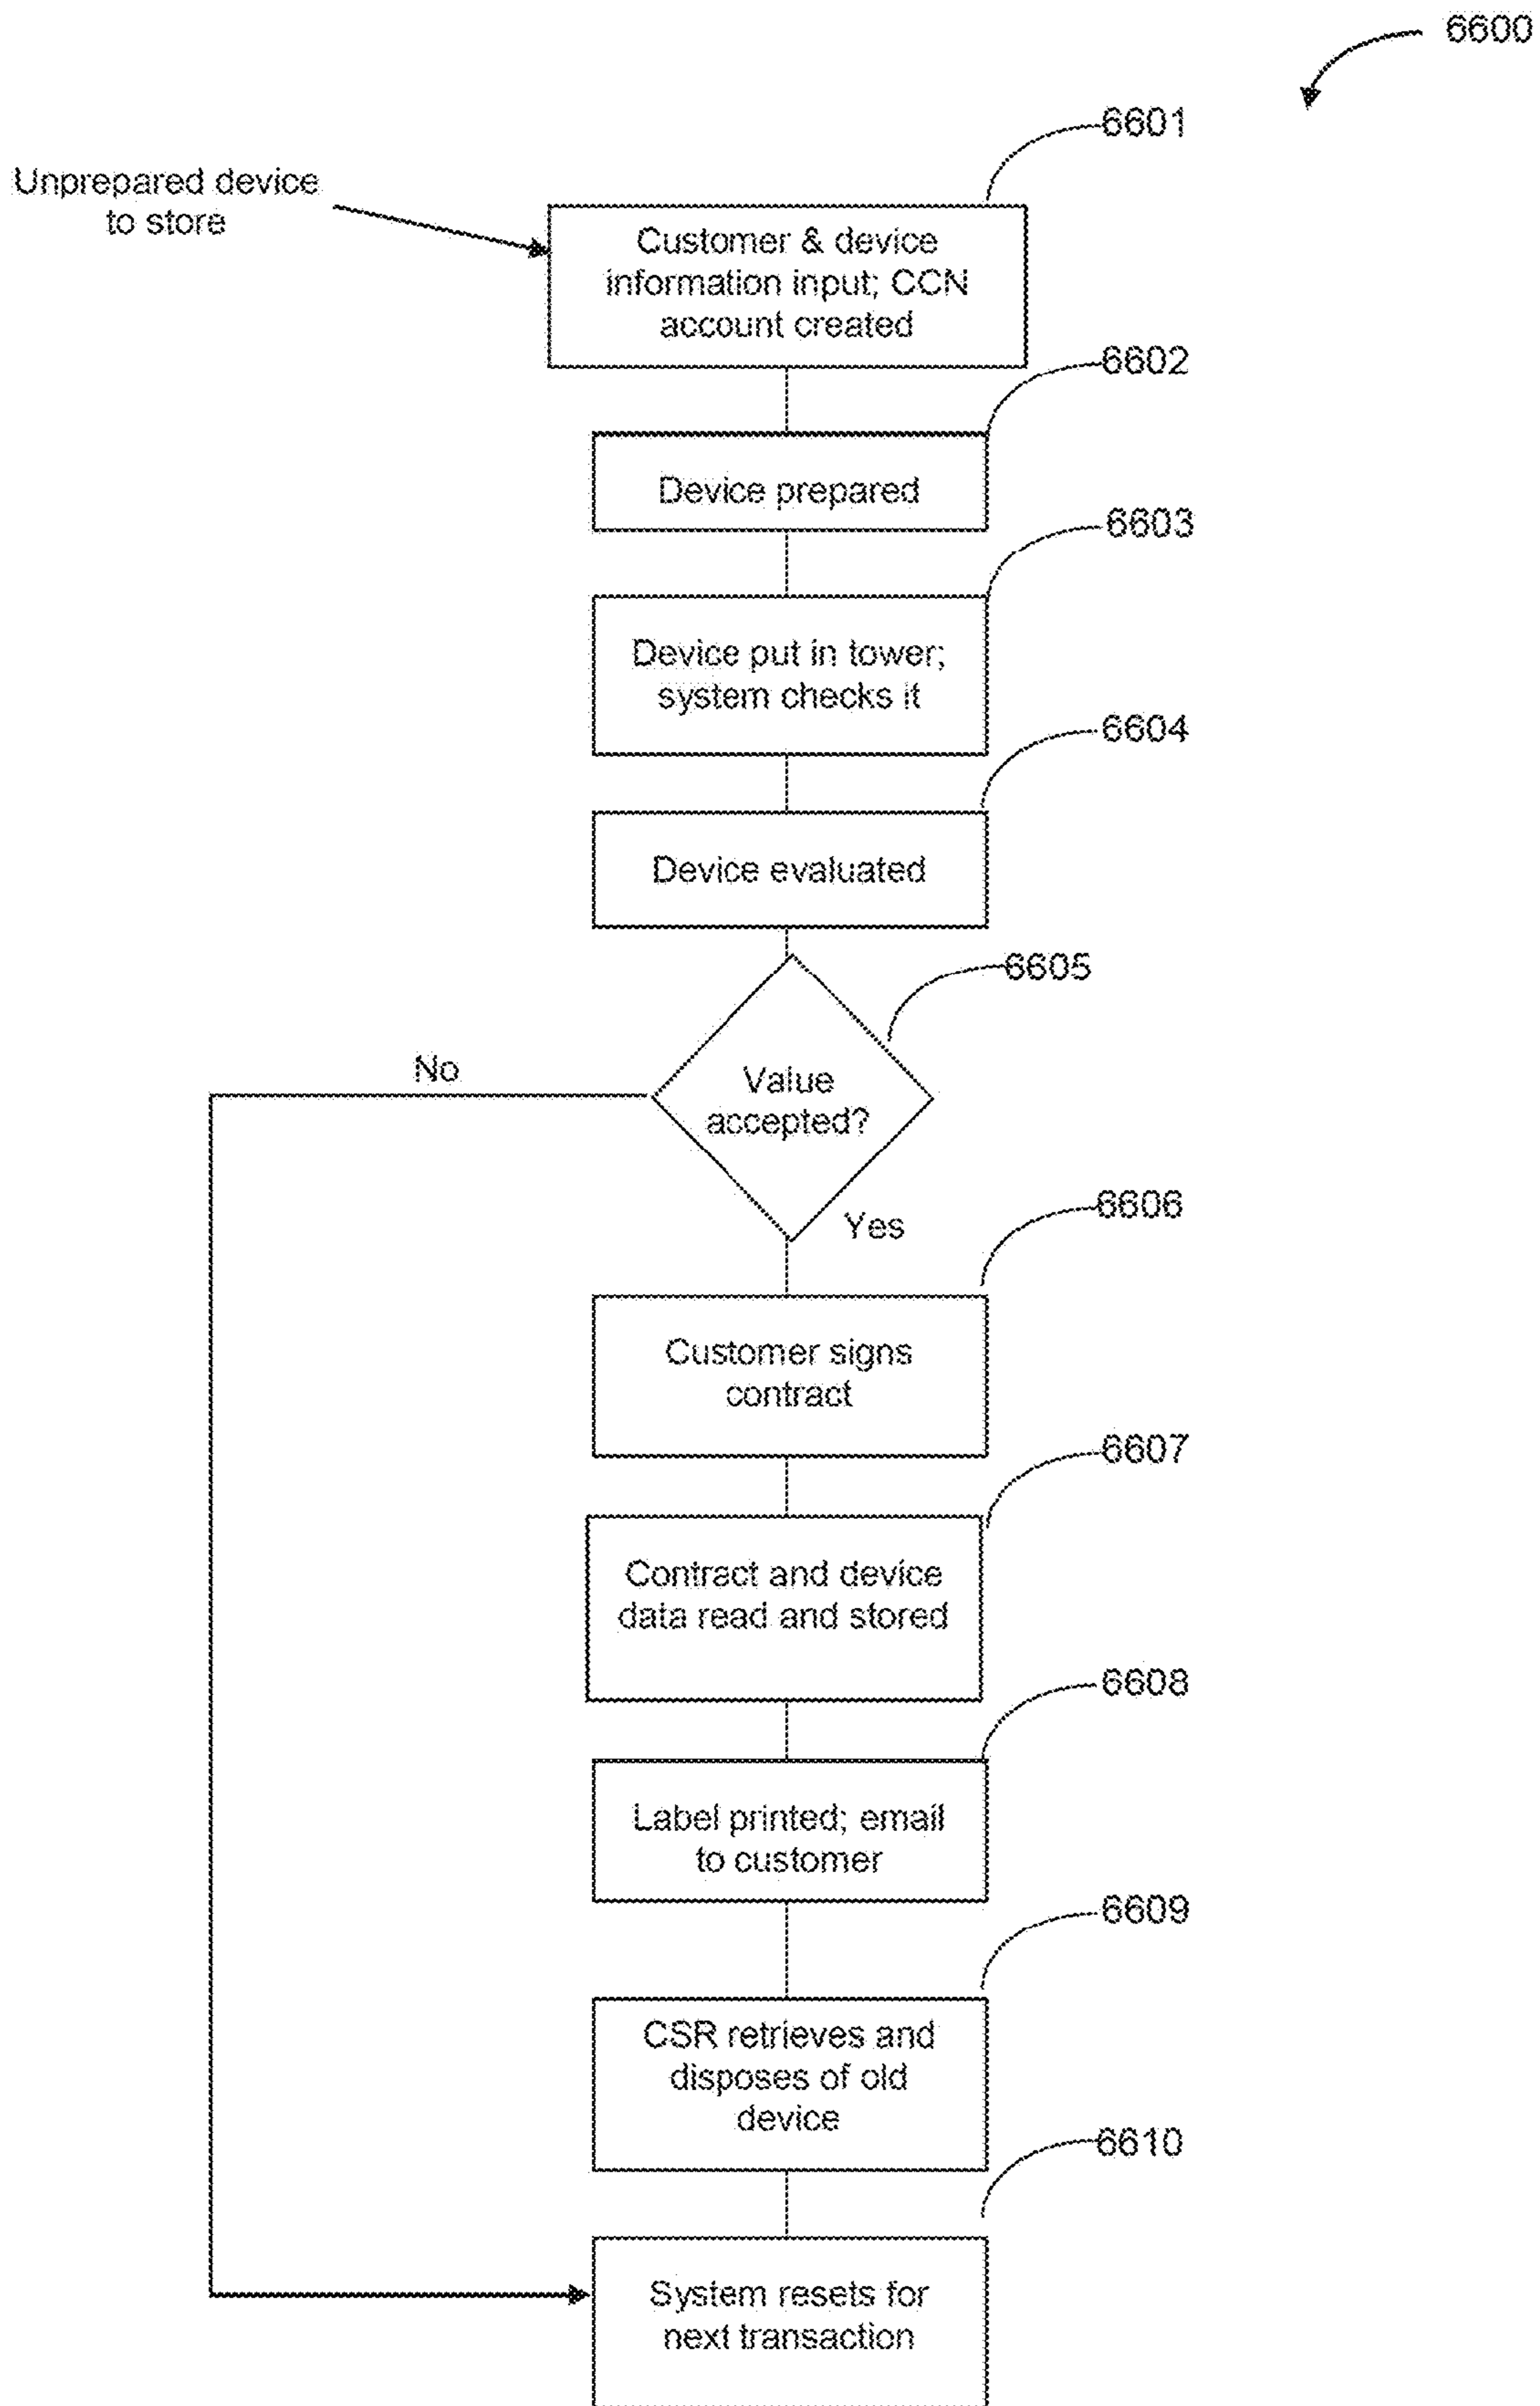 6600
6601
Unprepared device
to store
Customer & device
information input; CCN
account created
6602
Device prepared
6603
Device put in tower;
system checks it
6604
Device evaluated
6605
No
Value
accepted?
Yes
6606
Customer signs
contract
6607
Contract and device
data read and stored
6608
Label printed; email
to customer
6609
CSR retrieves and
disposes of old
device
6610
System resets for
next transaction